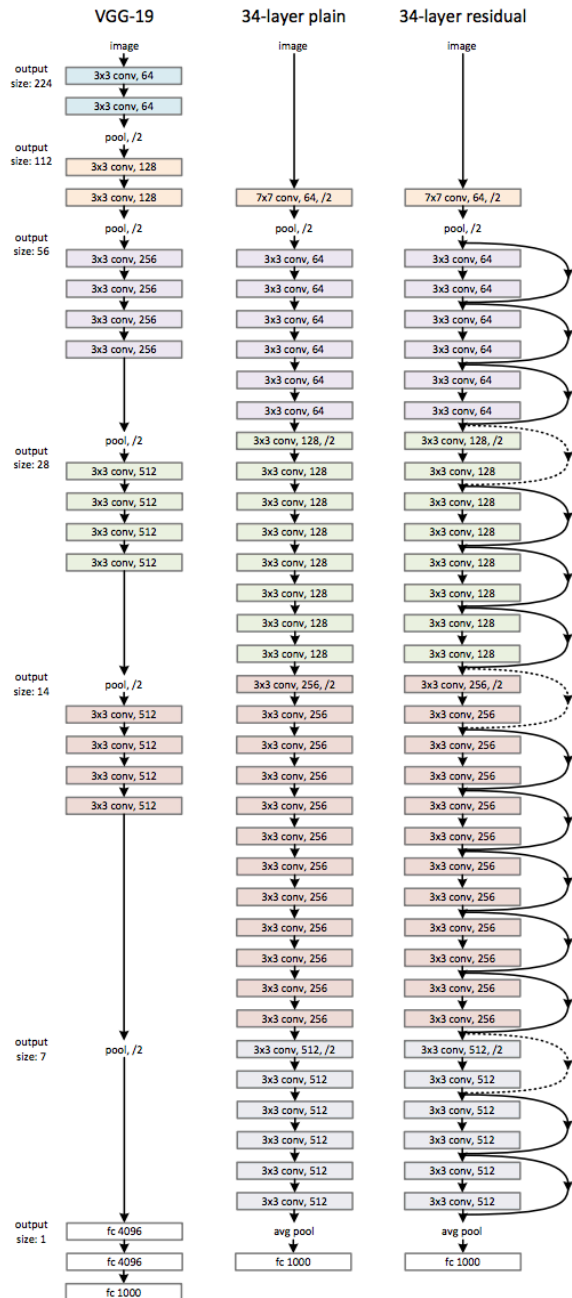 output
size: 224
output
size: 112
output
size: 56
output
size: 28
output
size: 14
output
size: 7
output
size: 1
VGG-19
image
3x3 conv, 64
3x3 conv, 64
pool, /2
3x3 conv, 128
3x3 conv, 128
pool, /2
3x3 conv, 256
3x3 conv, 256
3x3 conv, 256
3x3 conv, 256
pool, /2
3x3 conv, 512
3x3 conv, 512
3x3 conv, 512
3x3 conv, 512
pool, /2
3x3 conv, 512
3x3 conv, 512
3x3 conv, 512
3x3 conv, 512
pool, /2
fc 4096
fc 4096
fc 1000
34-layer plain
image
7x7 conv, 64, /2
pool, /2
3x3 conv, 64
3x3 conv, 64
3x3 conv, 64
3x3 conv, 64
3x3 conv, 64
3x3 conv, 64
3x3 conv, 128, /2
3x3 conv, 128
3x3 conv, 128
3x3 conv, 128
3x3 conv, 128
3x3 conv, 128
3x3 conv, 128
3x3 conv, 128
3x3 conv, 256, /2
3x3 conv, 256
3x3 conv, 256
3x3 conv, 256
3x3 conv, 256
3x3 conv, 256
3x3 conv, 256
3x3 conv, 256
3x3 conv, 256
3x3 conv, 256
3x3 conv, 256
3x3 conv, 256
3x3 conv, 512, /2
3x3 conv, 512
3x3 conv, 512
3x3 conv, 512
3x3 conv, 512
3x3 conv, 512
avg pool
fc 1000
34-layer residual
image
7x7 conv, 64, /2
pool, /2
3x3 conv, 64
3x3 conv, 64
3x3 conv, 64
3x3 conv, 64
3x3 conv, 64
3x3 conv, 64
3x3 conv, 128, /2
3x3 conv, 128
3x3 conv, 128
3x3 conv, 128
3x3 conv, 128
3x3 conv, 128
3x3 conv, 128
3x3 conv, 128
3x3 conv, 256, /2
3x3 conv, 256
3x3 conv, 256
3x3 conv, 256
3x3 conv, 256
3x3 conv, 256
3x3 conv, 256
3x3 conv, 256
3x3 conv, 256
3x3 conv, 256
3x3 conv, 256
3x3 conv, 256
3x3 conv, 512, /2
3x3 conv, 512
3x3 conv, 512
3x3 conv, 512
3x3 conv, 512
3x3 conv, 512
avg pool
fc 1000